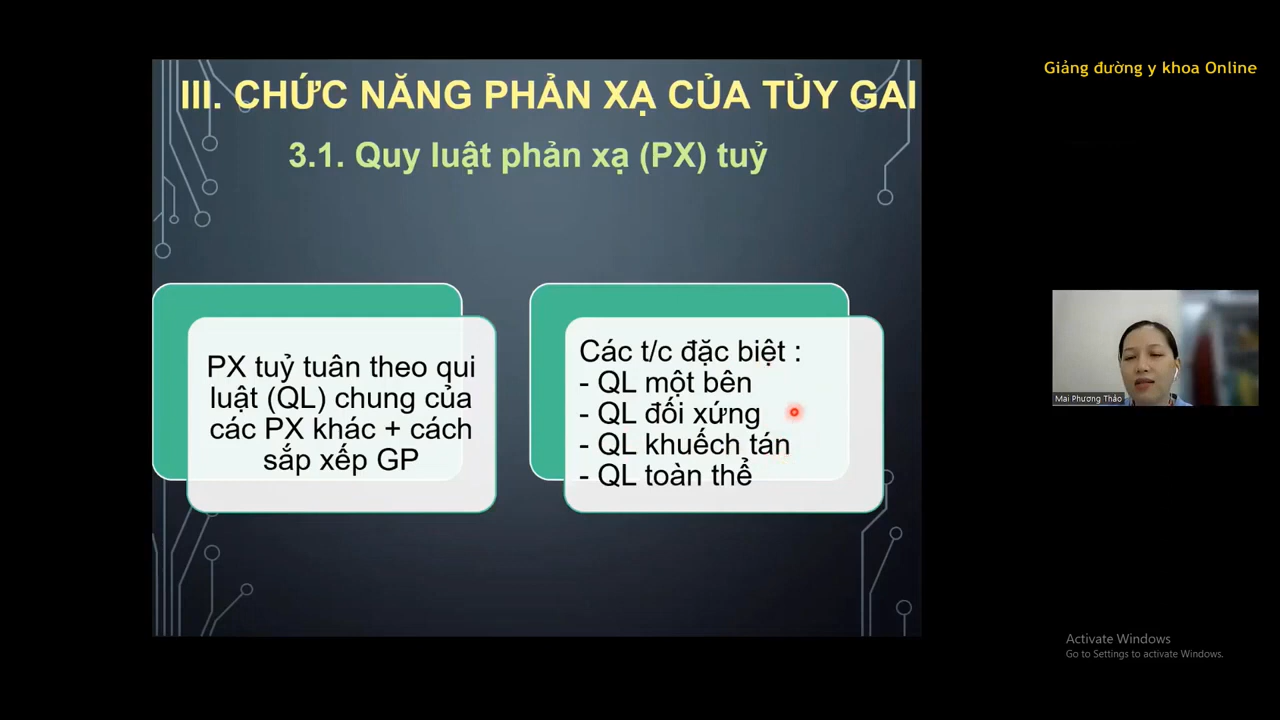 Giảng đường y khoa Online
III. CHỨC NĂNG PHẢN XẠ CỦA TỦY GAI
3.1. Quy luật phản xạ (PX) tuỷ
PX tuỷ tuân theo qui
luật (QL) chung của
các PX khác + cách
sắp xếp GP
Các t/c đặc biệt :
- QL một bên
- QL đối xứng
- QL khuếch tán
- QL toàn thể
Mai Phương Thảo
Activate Windows
Go to Settings to activate Windows.